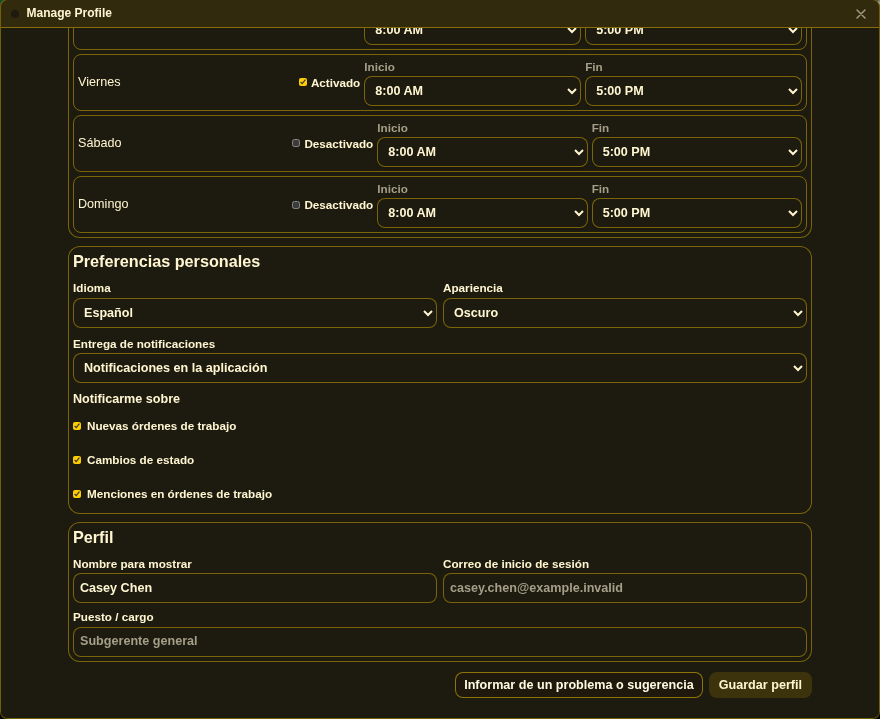 Manage Profile
8:00 AM 5:00 PM
Inicio Fin
Viernes Activado 8:00 AM 5:00 PM
Inicio Fin
Sábado Desactivado 8:00 AM 5:00 PM
Inicio Fin
Domingo Desactivado 8:00 AM 5:00 PM
Preferencias personales
Idioma Apariencia
Español Oscuro
Entrega de notificaciones
Notificaciones en la aplicación
Notificarme sobre
Nuevas órdenes de trabajo
Cambios de estado
Menciones en órdenes de trabajo
Perfil
Nombre para mostrar Correo de inicio de sesión
Casey Chen casey.chen@example.invalid
Puesto / cargo
Subgerente general
Informar de un problema o sugerencia Guardar perfil